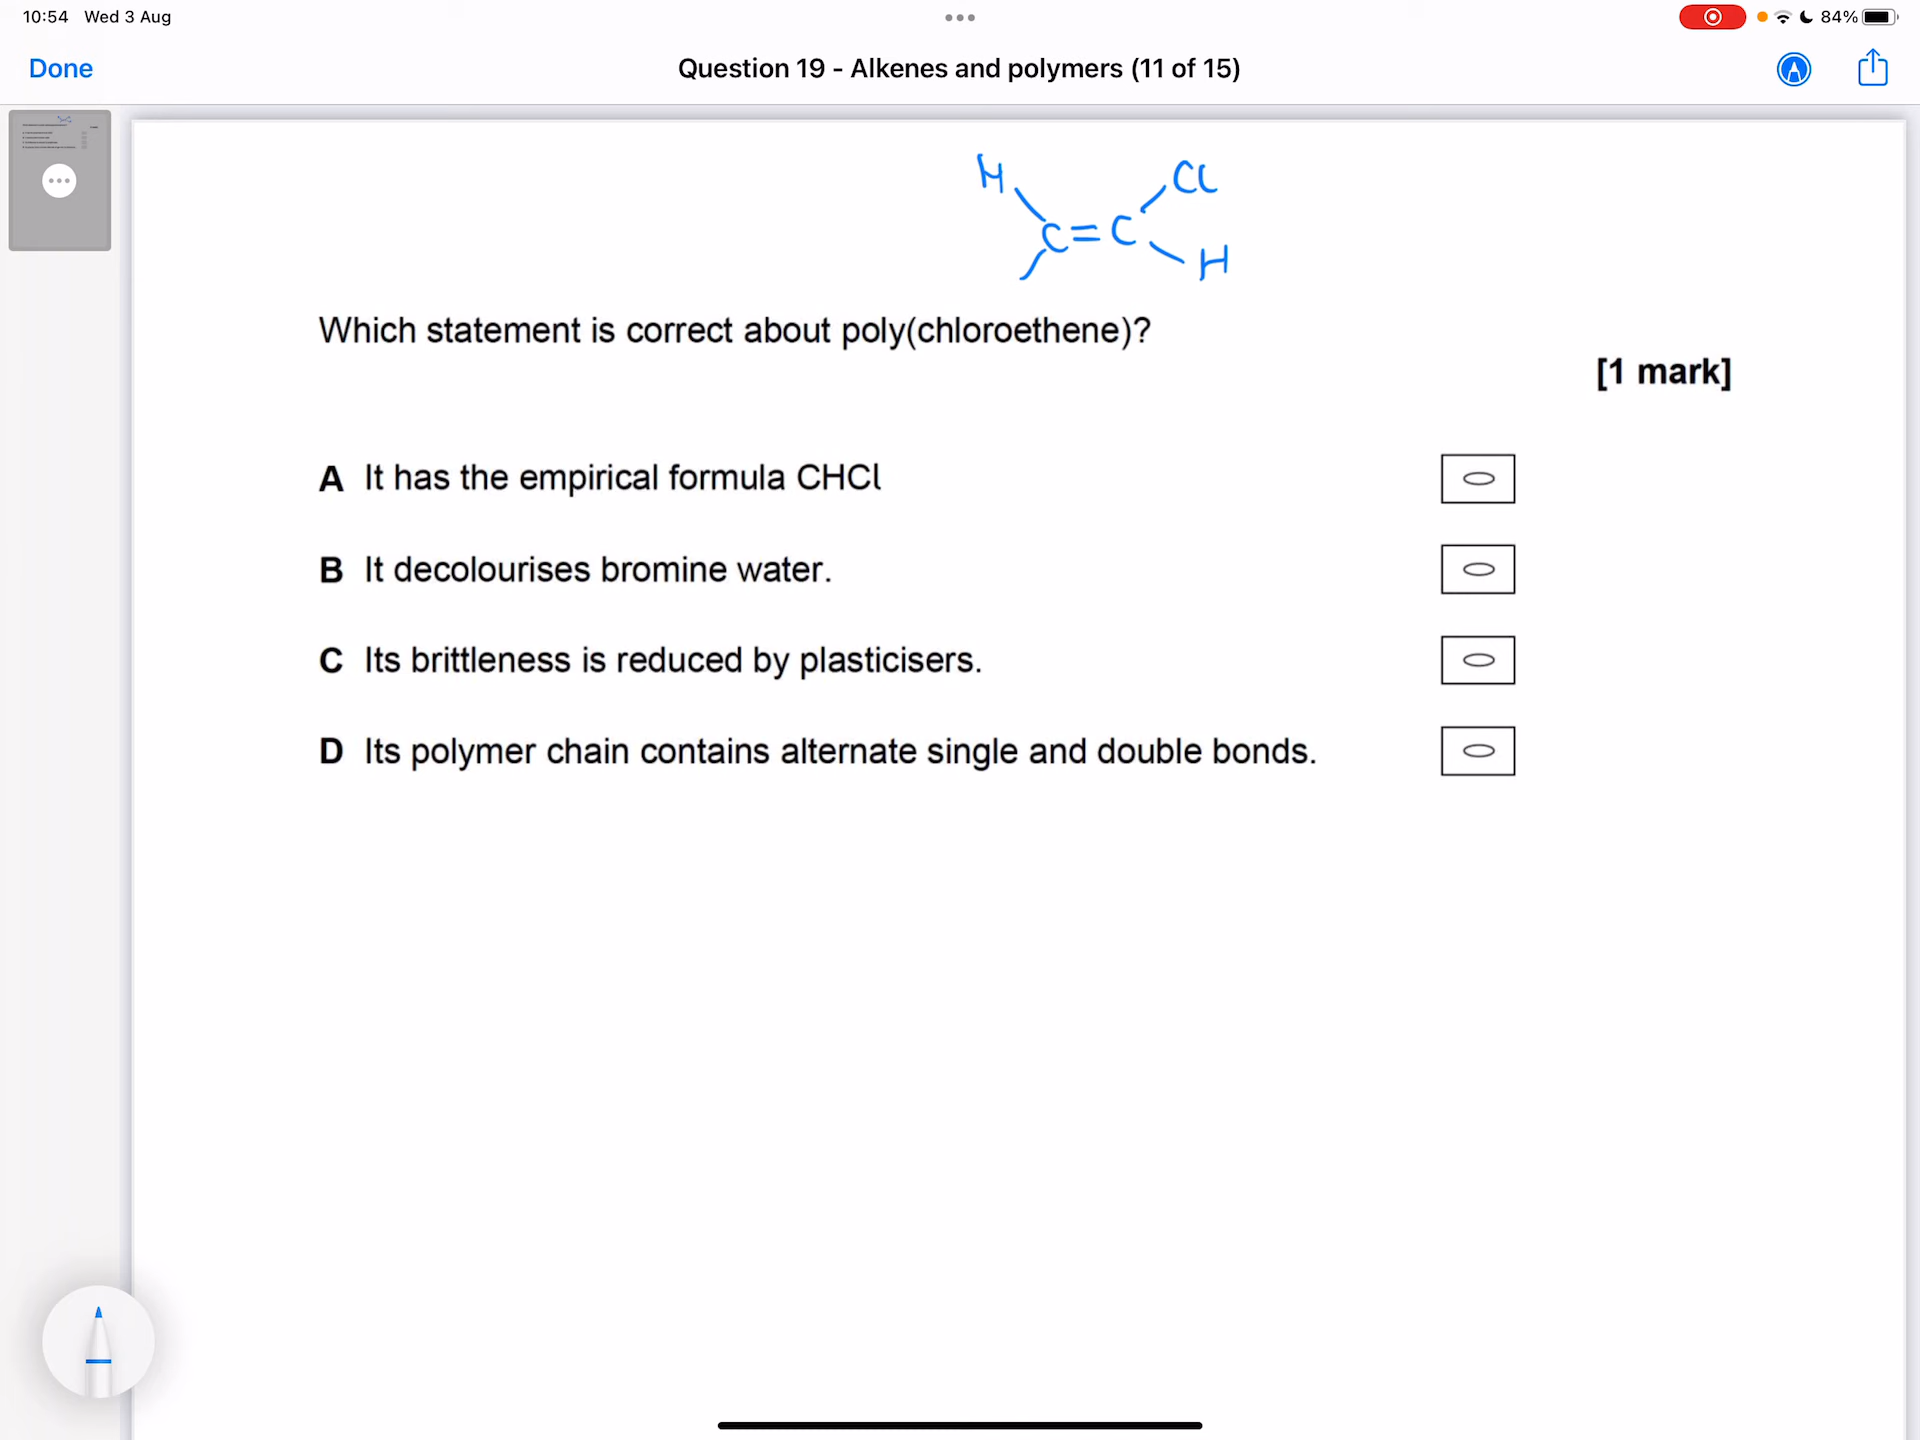 10:54 Wed 3 Aug
84%
Done
Question 19 - Alkenes and polymers (11 of 15)
H Cl
C=C
H
Which statement is correct about poly(chloroethene)?
[1 mark]
A It has the empirical formula CHCl
B It decolourises bromine water.
C Its brittleness is reduced by plasticisers.
D Its polymer chain contains alternate single and double bonds.